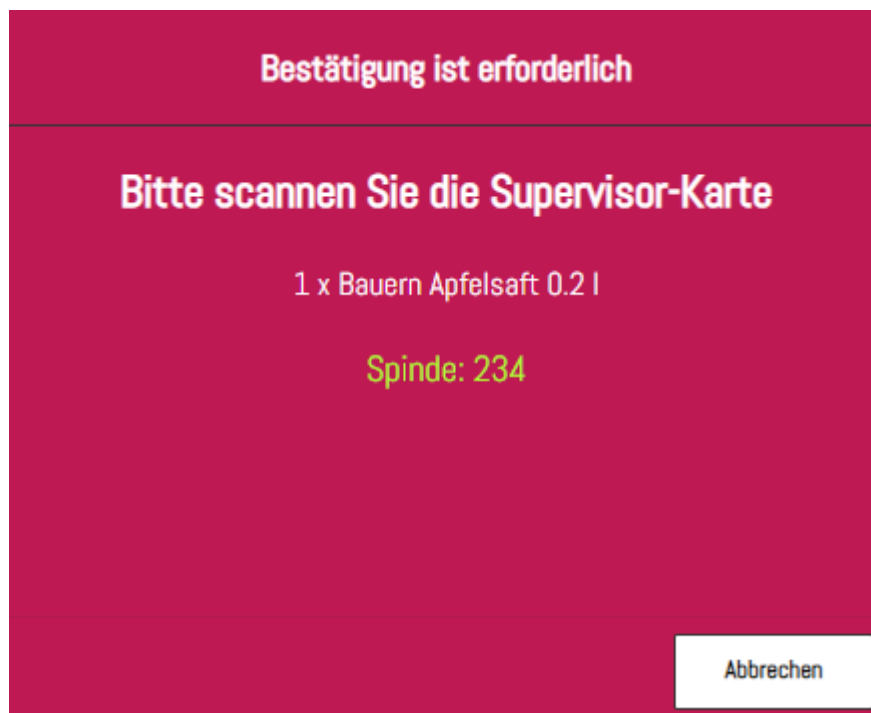 Bestätigung ist erforderlich
Bitte scannen Sie die Supervisor-Karte
1 x Bauern Apfelsaft 0.2 l
Spinde: 234
Abbrechen